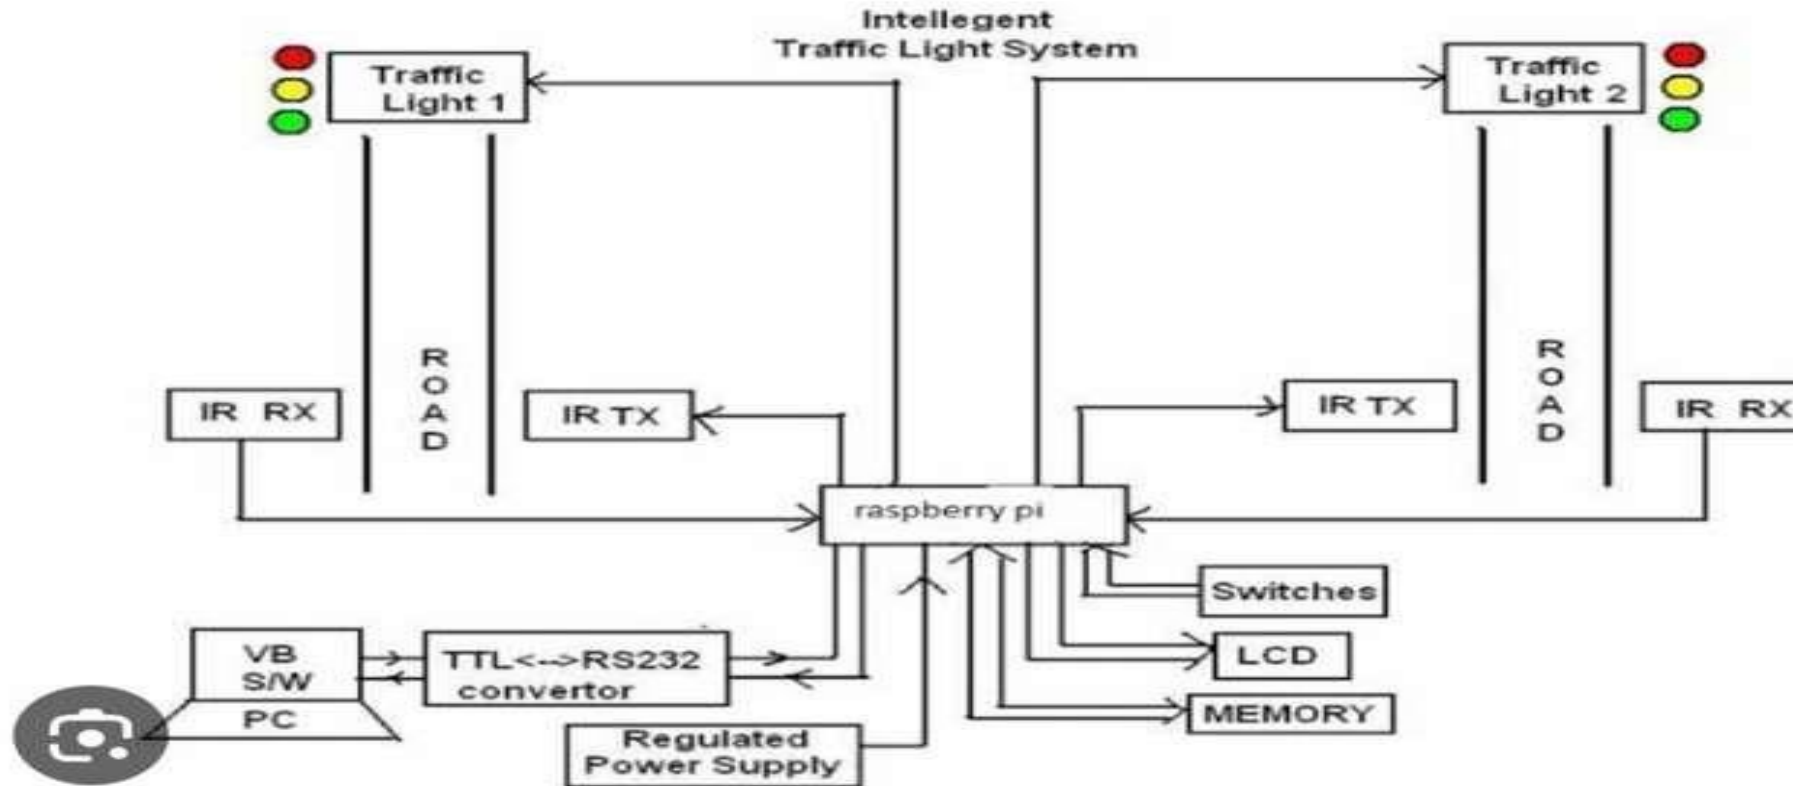 Intellegent
Traffic Light System
Traffic
Light 1
Traffic
Light 2
R
O
A
D
R
O
A
D
IR RX
IR TX
IR TX
IR RX
raspberry pi
Switches
VB
S/W
PC
TTL<-->RS232
convertor
LCD
MEMORY
Regulated
Power Supply